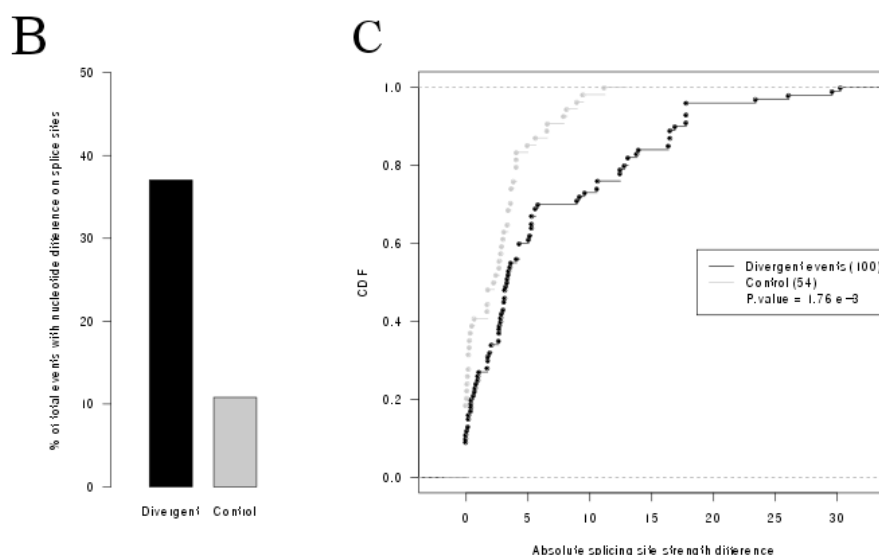 B
C
% of total events with nucleotide difference on splice sites
50
40
30
20
10
0
Divergent Control
CDF
1.0
0.8
0.6
0.4
0.2
0.0
Divergent events (100)
Control (54)
P.value = 1.76 e-3
0 5 10 15 20 25 30
Absolute splicing site strength difference